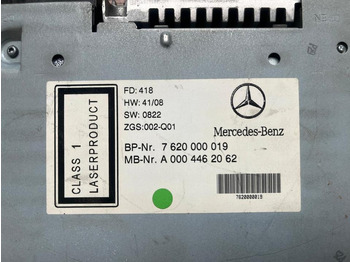 CLASS 1
LASERPRODUCT
FD: 418
HW: 41/08
SW: 0822
ZGS:002-Q01
Mercedes-Benz
BP-Nr. 7 620 000 019
MB-Nr. A 000 446 20 62
7620000019